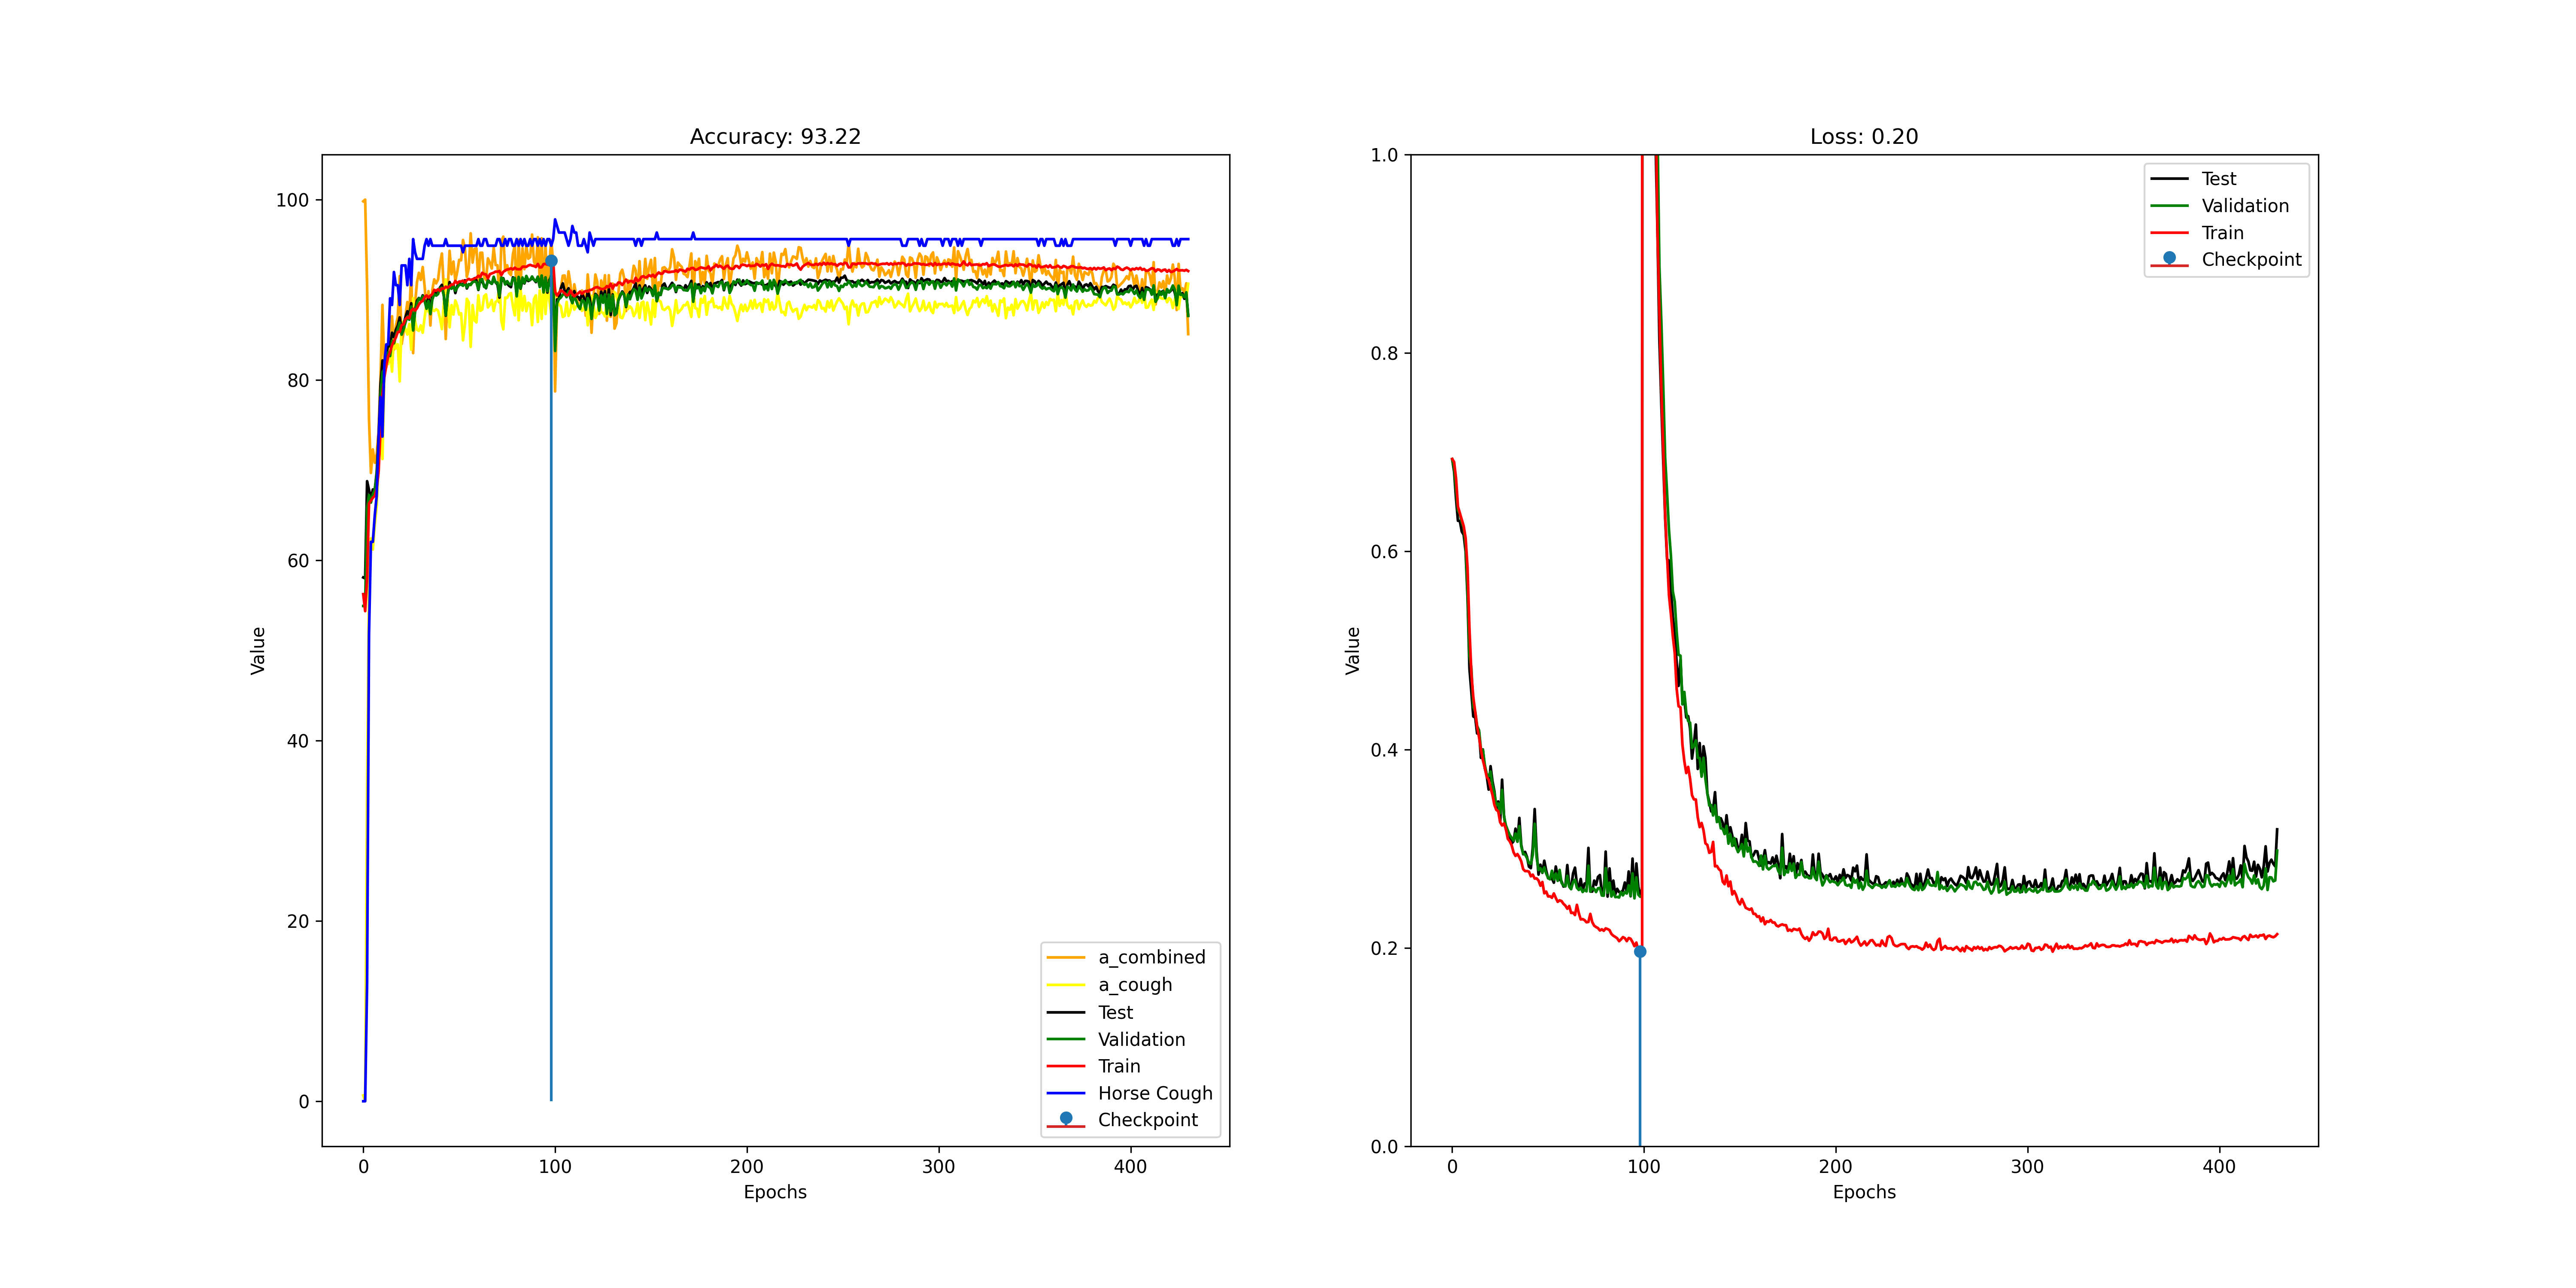 Accuracy: 93.22
100
80
60
40
20
0
Value
0 100 200 300 400
Epochs
a_combined
a_cough
Test
Validation
Train
Horse Cough
Checkpoint
Loss: 0.20
1.0
0.8
0.6
0.4
0.2
0.0
Value
0 100 200 300 400
Epochs
Test
Validation
Train
Checkpoint